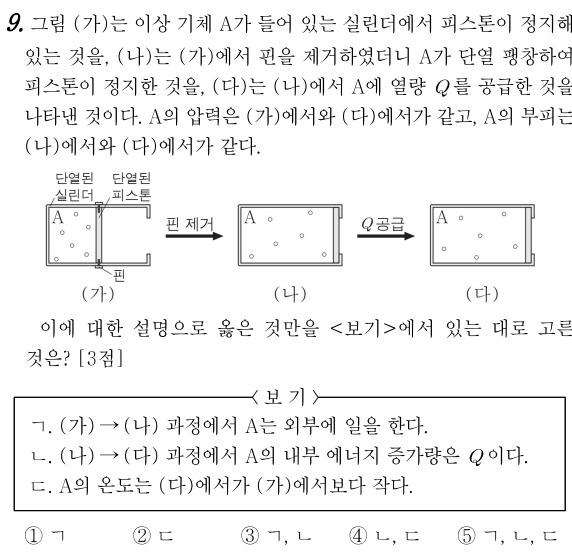 9. 그림 (가)는 이상 기체 A가 들어 있는 실린더에서 피스톤이 정지해
있는 것을, (나)는 (가)에서 핀을 제거하였더니 A가 단열 팽창하여
피스톤이 정지한 것을, (다)는 (나)에서 A에 열량 Q를 공급한 것을
나타낸 것이다. A의 압력은 (가)에서와 (다)에서가 같고, A의 부피는
(나)에서와 (다)에서가 같다.
단열된 실린더
단열된 피스톤
A
핀
핀 제거
A
Q공급
A
(가)
(나)
(다)
이에 대한 설명으로 옳은 것만을 <보기>에서 있는 대로 고른
것은? [3점]
<보 기>
ㄱ. (가)→(나) 과정에서 A는 외부에 일을 한다.
ㄴ. (나)→(다) 과정에서 A의 내부 에너지 증가량은 Q이다.
ㄷ. A의 온도는 (다)에서가 (가)에서보다 작다.
① ㄱ ② ㄷ ③ ㄱ, ㄴ ④ ㄴ, ㄷ ⑤ ㄱ, ㄴ, ㄷ